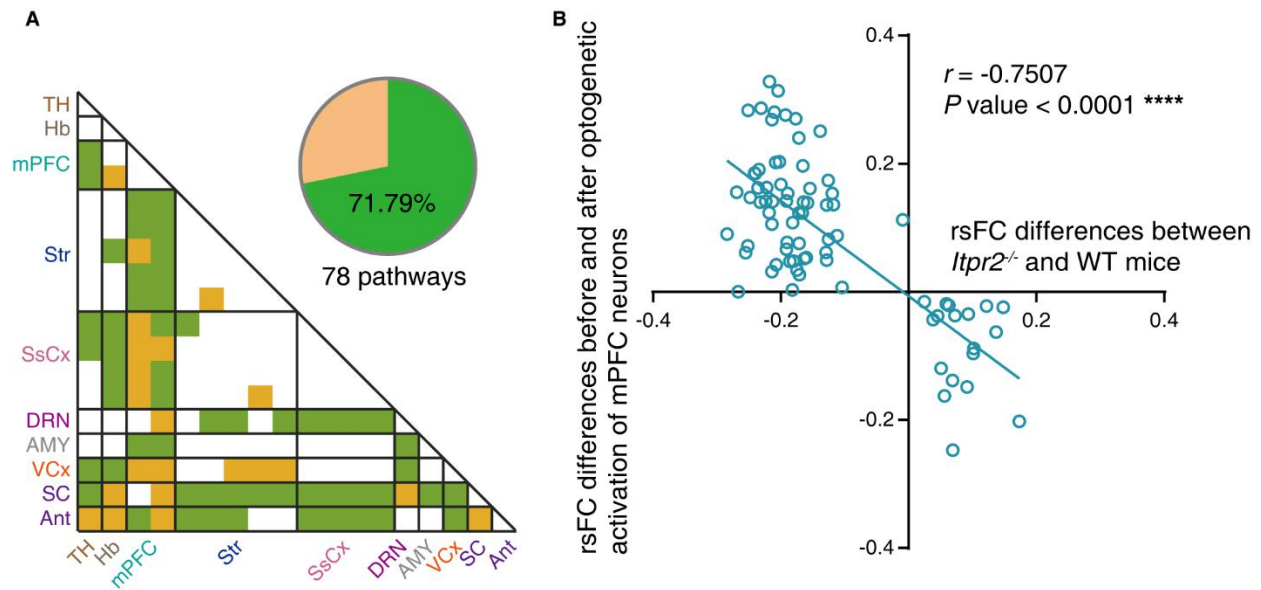 A
TH
Hb
mPFC
Str
SsCx
DRN
AMY
VCx
SC
Ant
TH
Hb
mPFC
Str
SsCx
DRN
AMY
VCx
SC
Ant
71.79%
78 pathways
B
rsFC differences before and after optogenetic
activation of mPFC neurons
0.4
0.2
-0.2
-0.4
-0.4
-0.2
0.2
0.4
r = -0.7507
P value < 0.0001 ****
rsFC differences between
Itpr2-/- and WT mice